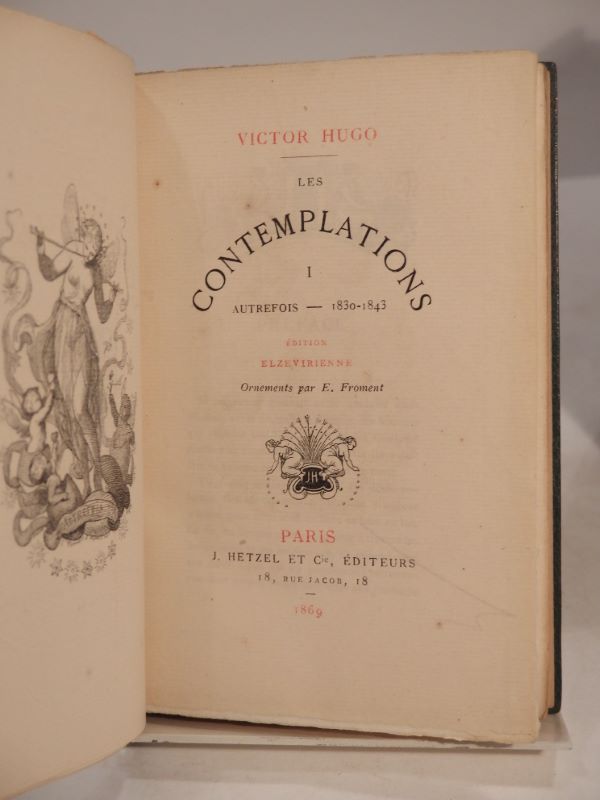 VICTOR HUGO
LES
CONTEMPLATIONS
I
AUTREFOIS — 1830-1843
ÉDITION
ELZEVIRIENNE
Ornements par E. Froment
JH
PARIS
J. HETZEL ET Cie, ÉDITEURS
18, RUE JACOB, 18
1869